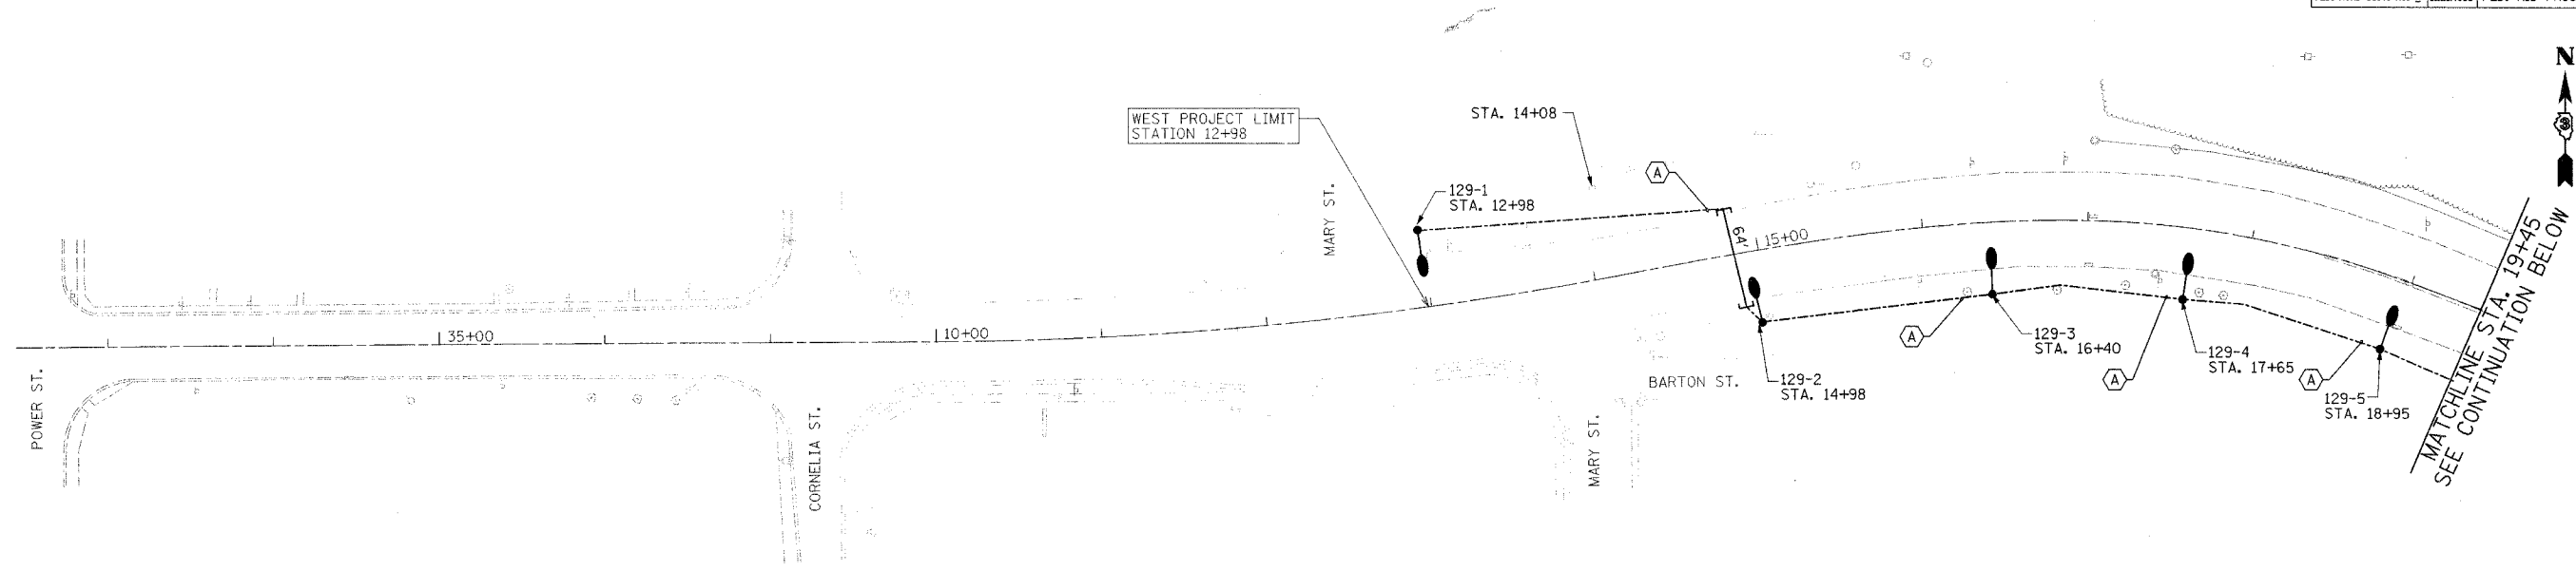 N
3
WEST PROJECT LIMIT
STATION 12+98
STA. 14+08
A
129-1
STA. 12+98
MARY ST.
64'
15+00
35+00
10+00
POWER ST.
CORNELIA ST.
BARTON ST.
MARY ST.
129-2
STA. 14+98
A
129-3
STA. 16+40
A
129-4
STA. 17+65
A
129-5
STA. 18+95
MATCHLINE STA. 19+45
SEE CONTINUATION BELOW